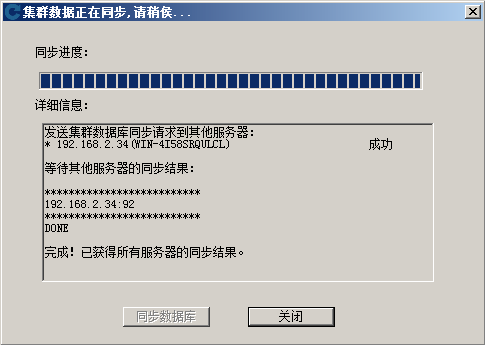 集群数据正在同步,请稍侯...
同步进度：
详细信息：
发送集群数据库同步请求到其他服务器：
* 192.168.2.34(WIN-4I58SRQULCL) 成功
等待其他服务器的同步结果：
*************************
192.168.2.34:92
*************************
DONE
完成！已获得所有服务器的同步结果。
同步数据库
关闭